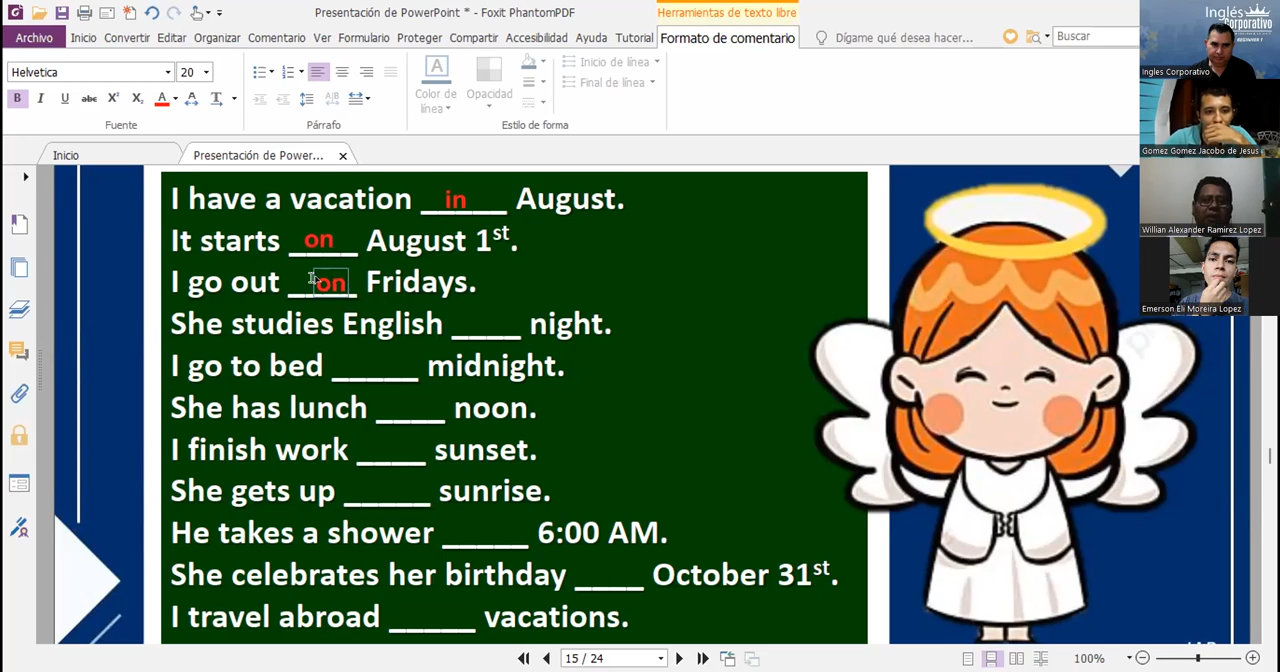 Presentación de PowerPoint * - Foxit PhantomPDF
Herramientas de texto libre
Archivo Inicio Convertir Editar Organizar Comentario Ver Formulario Proteger Compartir Accesibilidad Ayuda Tutorial Formato de comentario Dígame qué desea hacer... Buscar
Helvetica 20
Color de línea
Opacidad
Inicio de línea
Final de línea
Fuente Párrafo Estilo de forma
Inicio Presentación de Power...
I have a vacation _in_ August.
It starts _on_ August 1st.
I go out _on_ Fridays.
She studies English ____ night.
I go to bed _____ midnight.
She has lunch ____ noon.
I finish work ____ sunset.
She gets up _____ sunrise.
He takes a shower _____ 6:00 AM.
She celebrates her birthday ____ October 31st.
I travel abroad _____ vacations.
15 / 24
100%
Inglés
Corporativo
BEGINNER 1
Ingles Corporativo
Gomez Gomez Jacobo de Jesus
Willian Alexander Ramirez Lopez
Emerson Eli Moreira Lopez